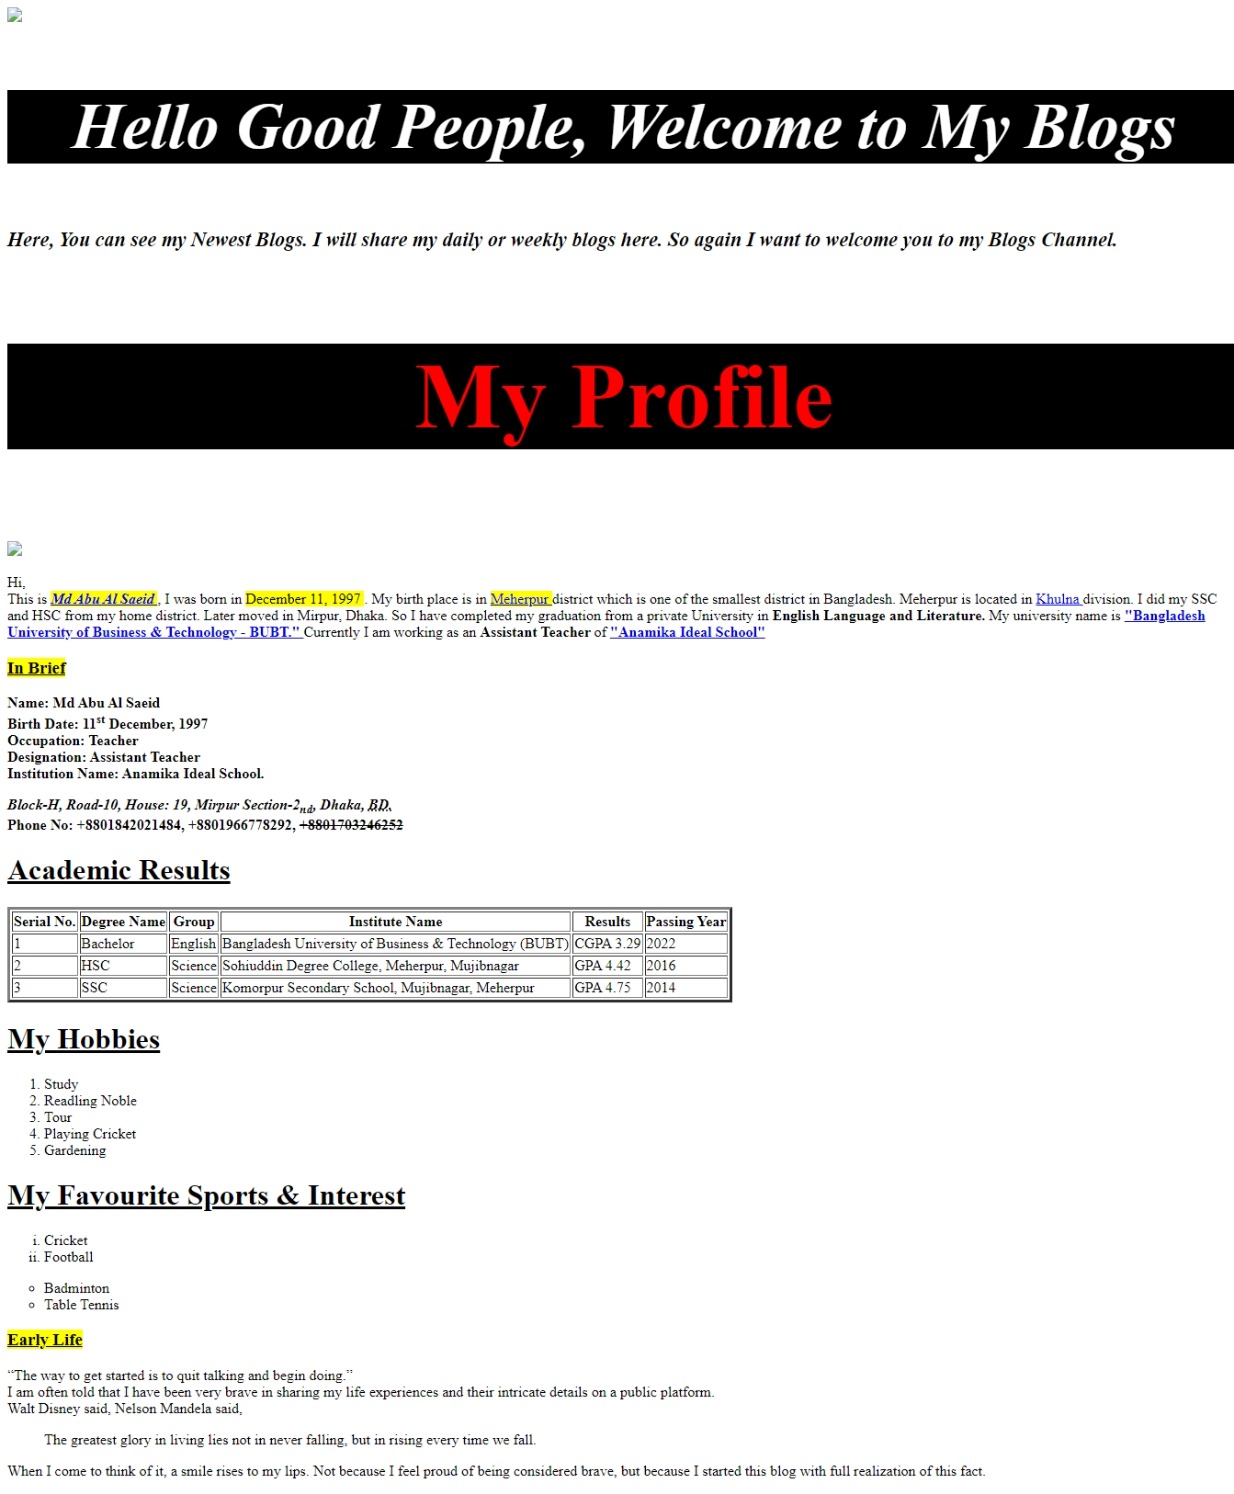 Hello Good People, Welcome to My Blogs
Here, You can see my Newest Blogs. I will share my daily or weekly blogs here. So again I want to welcome you to my Blogs Channel.
My Profile
Hi,
This is Md Abu Al Saeid , I was born in December 11, 1997 . My birth place is in Meherpur district which is one of the smallest district in Bangladesh. Meherpur is located in Khulna division. I did my SSC
and HSC from my home district. Later moved in Mirpur, Dhaka. So I have completed my graduation from a private University in English Language and Literature. My university name is "Bangladesh
University of Business & Technology - BUBT." Currently I am working as an Assistant Teacher of "Anamika Ideal School"
In Brief
Name: Md Abu Al Saeid
Birth Date: 11st December, 1997
Occupation: Teacher
Designation: Assistant Teacher
Institution Name: Anamika Ideal School.
Block-H, Road-10, House: 19, Mirpur Section-2nd, Dhaka, BD.
Phone No: +8801842021484, +8801966778292, +8801703246252
Academic Results
Serial No. Degree Name Group Institute Name Results Passing Year
1 Bachelor English Bangladesh University of Business & Technology (BUBT) CGPA 3.29 2022
2 HSC Science Sohiuddin Degree College, Meherpur, Mujibnagar GPA 4.42 2016
3 SSC Science Komorpur Secondary School, Mujibnagar, Meherpur GPA 4.75 2014
My Hobbies
1. Study
2. Readling Noble
3. Tour
4. Playing Cricket
5. Gardening
My Favourite Sports & Interest
i. Cricket
ii. Football
Badminton
Table Tennis
Early Life
“The way to get started is to quit talking and begin doing.”
I am often told that I have been very brave in sharing my life experiences and their intricate details on a public platform.
Walt Disney said, Nelson Mandela said,
The greatest glory in living lies not in never falling, but in rising every time we fall.
When I come to think of it, a smile rises to my lips. Not because I feel proud of being considered brave, but because I started this blog with full realization of this fact.